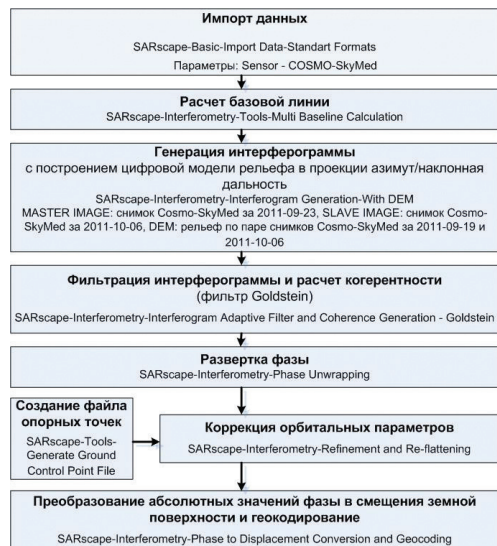 Импорт данных
SARscape-Basic-Import Data-Standart Formats
Параметры: Sensor - COSMO-SkyMed
Расчет базовой линии
SARscape-Interferometry-Tools-Multi Baseline Calculation
Генерация интерферограммы
с построением цифровой модели рельефа в проекции азимут/наклонная
дальность
SARscape-Interferometry-Interferogram Generation-With DEM
MASTER IMAGE: снимок Cosmo-SkyMed за 2011-09-23, SLAVE IMAGE: снимок Cosmo-
SkyMed за 2011-10-06, DEM: рельеф по паре снимков Cosmo-SkyMed за 2011-09-19 и
2011-10-06
Фильтрация интерферограммы и расчет когерентности
(фильтр Goldstein)
SARscape-Interferometry-Interferogram Adaptive Filter and Coherence Generation - Goldstein
Развертка фазы
SARscape-Interferometry-Phase Unwrapping
Создание файла
опорных точек
SARscape-Tools-
Generate Ground
Control Point File
Коррекция орбитальных параметров
SARscape-Interferometry-Refinement and Re-flattening
Преобразование абсолютных значений фазы в смещения земной
поверхности и геокодирование
SARscape-Interferometry-Phase to Displacement Conversion and Geocoding